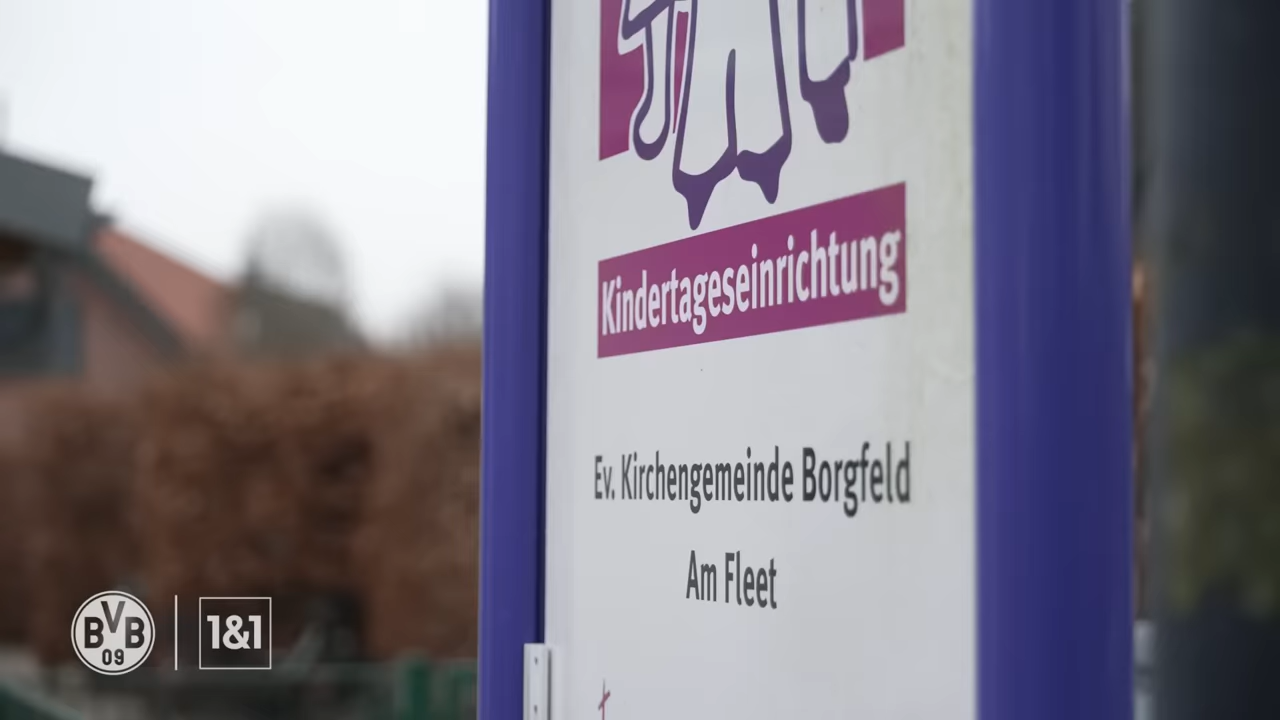 Kindertageseinrichtung
Ev. Kirchengemeinde Borgfeld
Am Fleet
BVB
09
1&1